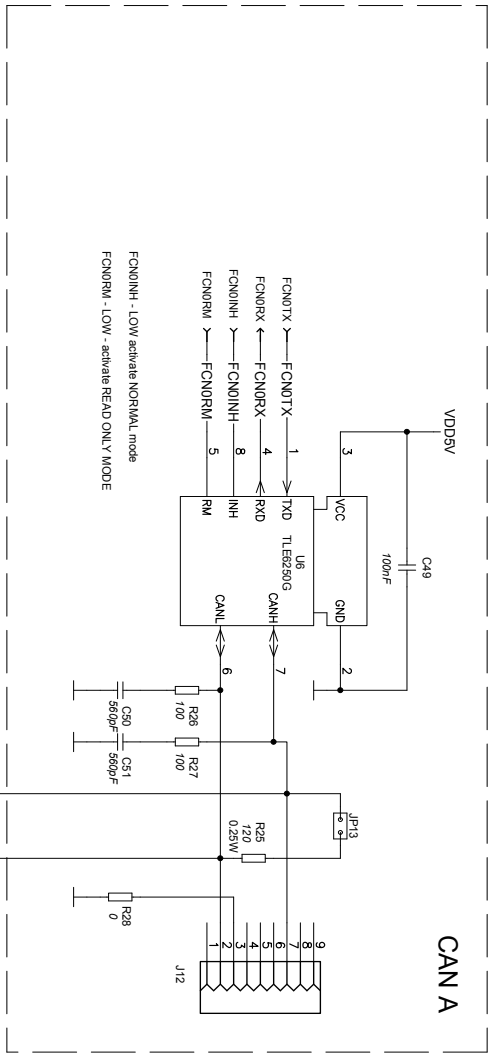 CAN A
VDD5V
C49
100nF
3
2
VCC
GND
U6
TLE6250G
FCN0TX
FCN0TX
1
TXD
FCN0RX
FCN0RX
4
RXD
FCN0INH
FCN0INH
8
INH
FCN0RM
FCN0RM
5
RM
CANH
7
CANL
6
R26
100
C50
560pF
R27
100
C51
560pF
JP13
R25
120
0.25W
R28
0
9
8
7
6
5
4
3
2
1
J12
FCN0INH - LOW activate NORMAL mode
FCN0RM - LOW - activate READ ONLY MODE